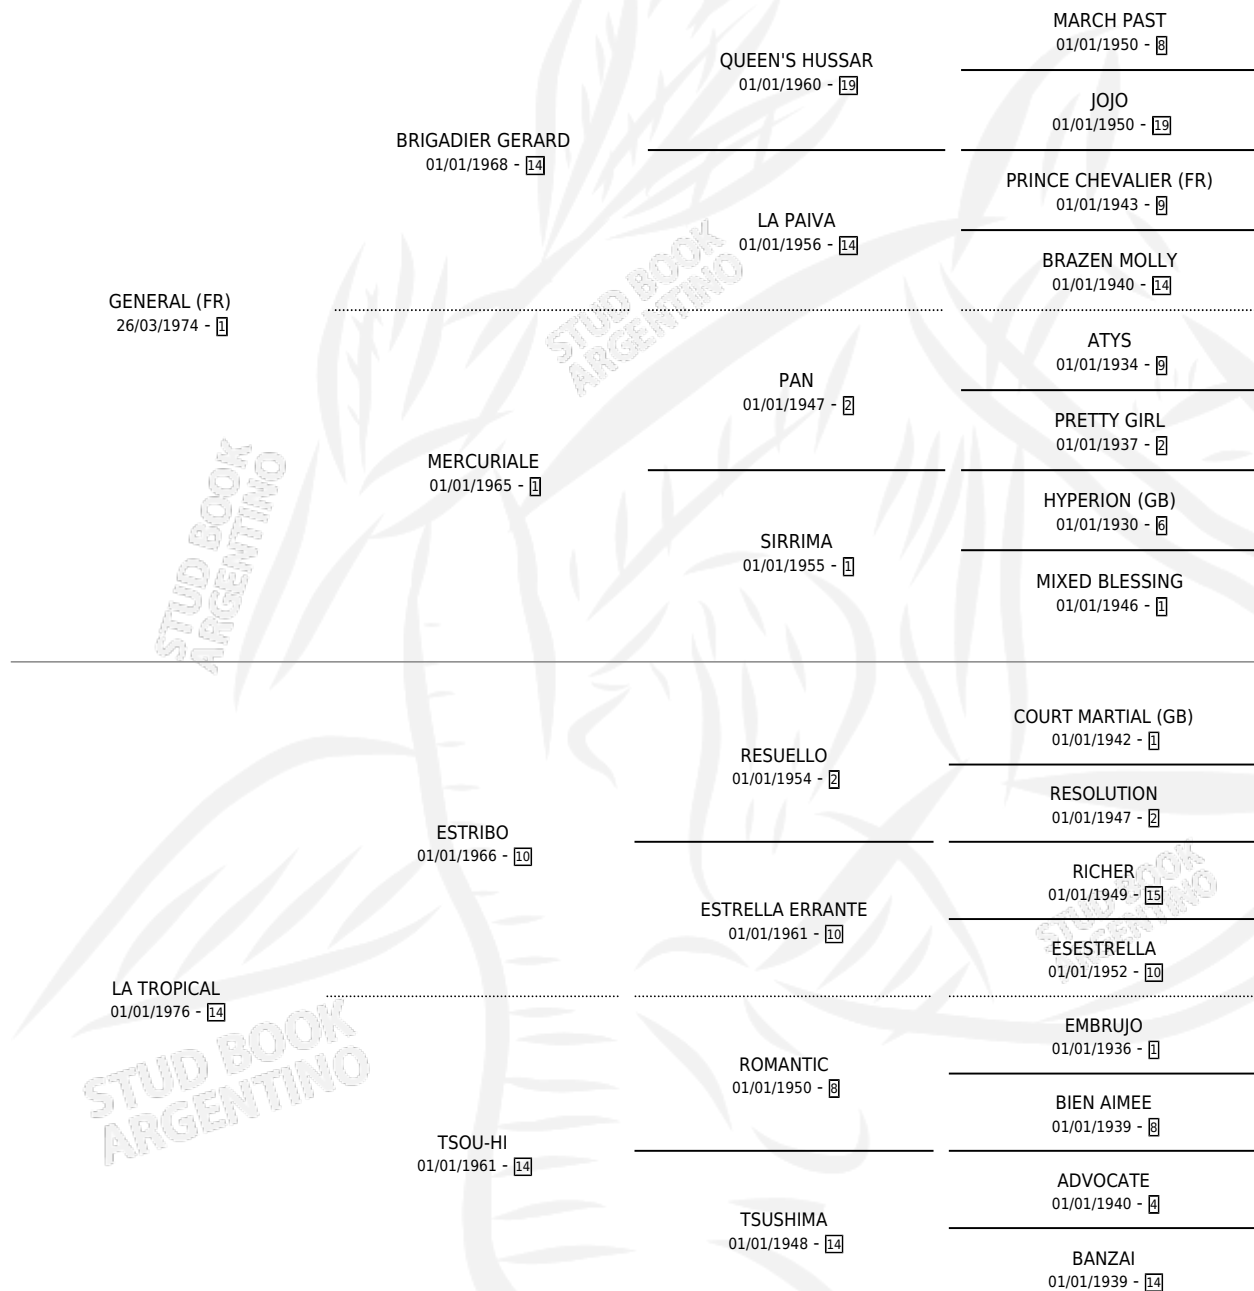 MARCH PAST
01/01/1950 - 8
QUEEN'S HUSSAR
01/01/1960 - 19
JOJO
01/01/1950 - 19
BRIGADIER GERARD
01/01/1968 - 14
PRINCE CHEVALIER (FR)
01/01/1943 - 9
LA PAIVA
01/01/1956 - 14
BRAZEN MOLLY
01/01/1940 - 14
GENERAL (FR)
26/03/1974 - 1
STUD BOOK
ARGENTINO
ATYS
01/01/1934 - 9
PAN
01/01/1947 - 2
PRETTY GIRL
01/01/1937 - 2
MERCURIALE
01/01/1965 - 1
HYPERION (GB)
01/01/1930 - 6
SIRRIMA
01/01/1955 - 1
MIXED BLESSING
01/01/1946 - 1
STUD BOOK
ARGENTINO
COURT MARTIAL (GB)
01/01/1942 - 1
RESUELLO
01/01/1954 - 2
RESOLUTION
01/01/1947 - 2
ESTRIBO
01/01/1966 - 10
RICHER
01/01/1949 - 15
ESTRELLA ERRANTE
01/01/1961 - 10
STUD BOOK
ARGENTINO
ESESTRELLA
01/01/1952 - 10
LA TROPICAL
01/01/1976 - 14
STUD BOOK
ARGENTINO
EMBRUJO
01/01/1936 - 1
ROMANTIC
01/01/1950 - 8
BIEN AIMEE
01/01/1939 - 8
TSOU-HI
01/01/1961 - 14
ADVOCATE
01/01/1940 - 4
TSUSHIMA
01/01/1948 - 14
BANZAI
01/01/1939 - 14